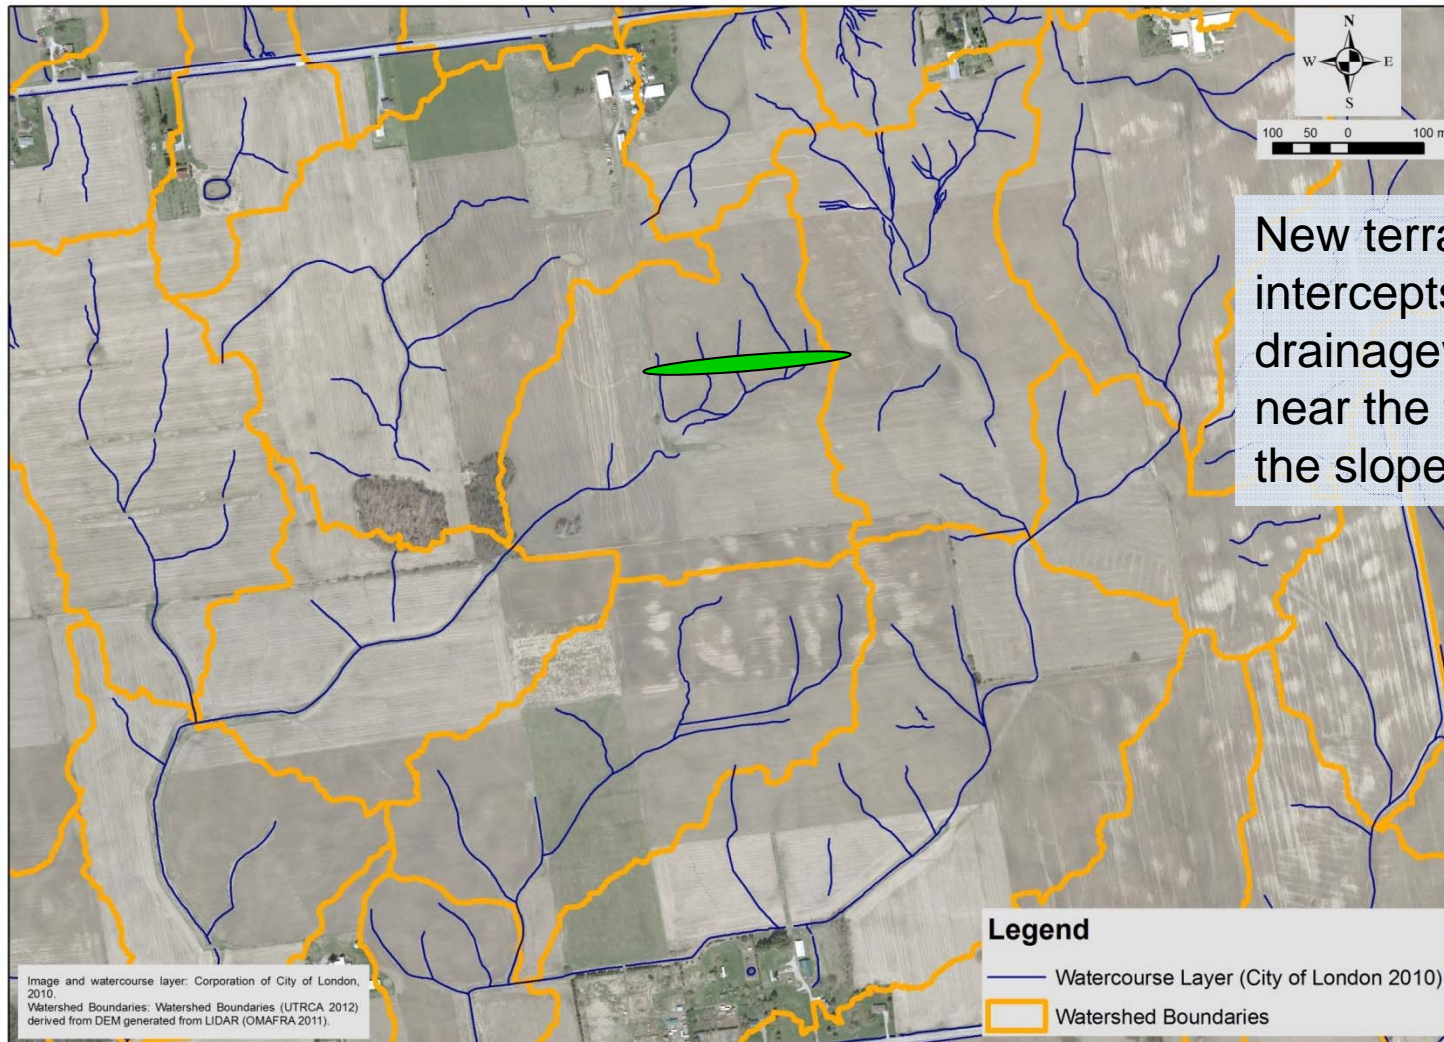 N
W E
S
100 50 0 100 m
New terra
intercepts
drainagew
near the
the slope
Legend
Watercourse Layer (City of London 2010)
Watershed Boundaries
Image and watercourse layer: Corporation of City of London,
2010.
Watershed Boundaries: Watershed Boundaries (UTRCA 2012)
derived from DEM generated from LIDAR (OMAFRA 2011).